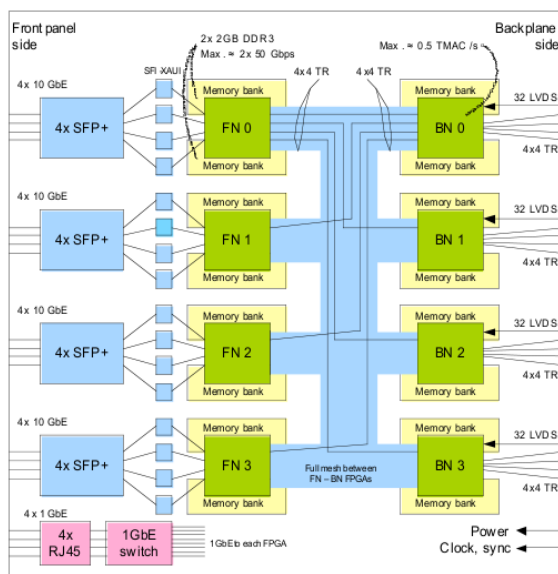 Front panel
side
2x 2GB DDR3
Max. ≈ 2x 50 Gbps
Max. ≈ 0.5 TMAC /s
Backplane
side
SFI -XAUI
4x4 TR
4x4 TR
4x 10 GbE
4x SFP+
Memory bank
FN 0
Memory bank
Memory bank
BN 0
Memory bank
32 LVDS
4x4 TR
4x 10 GbE
4x SFP+
Memory bank
FN 1
Memory bank
Memory bank
BN 1
Memory bank
32 LVDS
4x4 TR
4x 10 GbE
4x SFP+
Memory bank
FN 2
Memory bank
Memory bank
BN 2
Memory bank
32 LVDS
4x4 TR
4x 10 GbE
4x SFP+
Memory bank
FN 3
Memory bank
Memory bank
BN 3
Memory bank
32 LVDS
4x4 TR
Full mesh between
FN – BN FPGAs
4x 1 GbE
4x
RJ45
1GbE
switch
1GbE to each FPGA
Power
Clock, sync